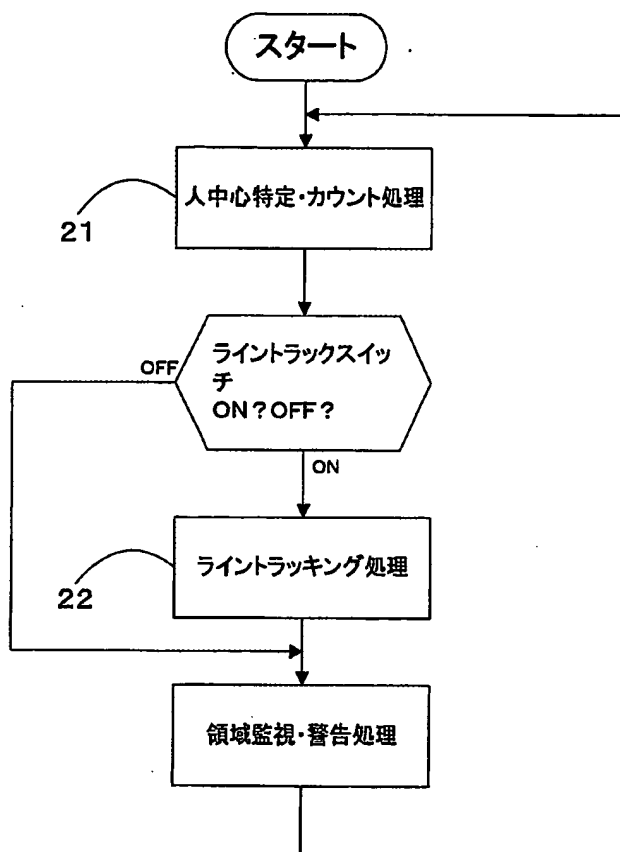 スタート
人中心特定・カウント処理
21
ライントラックスイッ
チ
ON?OFF?
OFF
ON
ライントラッキング処理
22
領域監視・警告処理